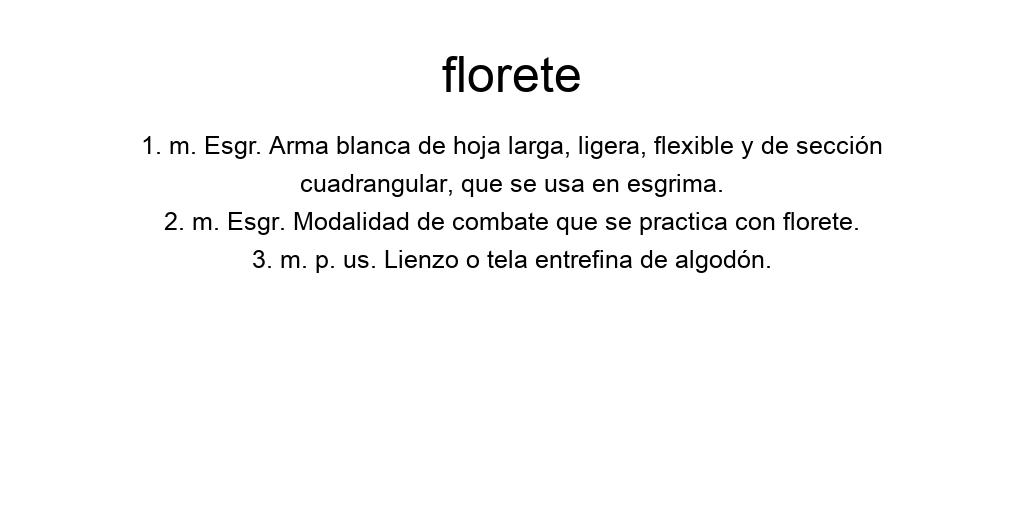 florete
1. m. Esgr. Arma blanca de hoja larga, ligera, flexible y de sección
cuadrangular, que se usa en esgrima.
2. m. Esgr. Modalidad de combate que se practica con florete.
3. m. p. us. Lienzo o tela entrefina de algodón.